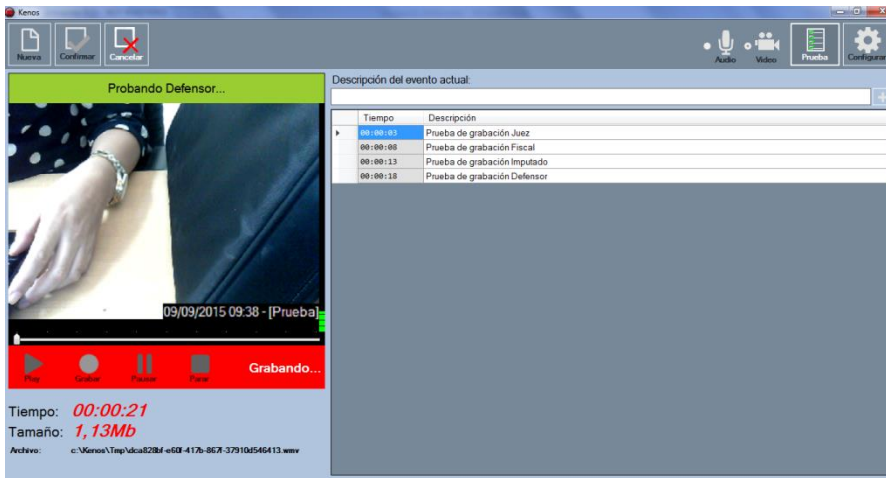 Kenos
Nueva
Confirmar
Cancelar
Audio
Video
Prueba
Configurar
Probando Defensor...
09/09/2015 09:38 - [Prueba]
Play
Grabar
Pausar
Parar
Grabando...
Tiempo: 00:00:21
Tamaño: 1,13Mb
Archivo: c:\Kenos\Tmp\dca828bf-e60f-417b-867f-37910d546413.wmv
Descripción del evento actual:
Tiempo Descripción
00:00:03 Prueba de grabación Juez
00:00:08 Prueba de grabación Fiscal
00:00:13 Prueba de grabación Imputado
00:00:18 Prueba de grabación Defensor